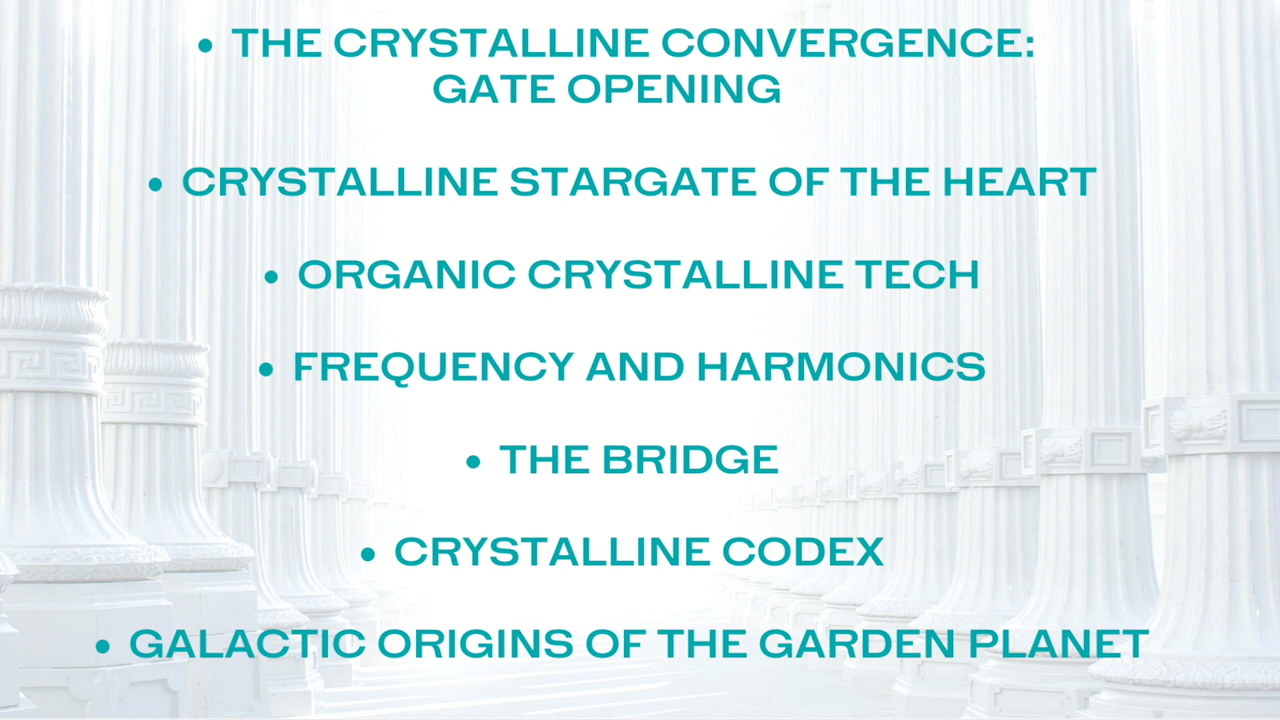 • THE CRYSTALLINE CONVERGENCE:
GATE OPENING
• CRYSTALLINE STARGATE OF THE HEART
• ORGANIC CRYSTALLINE TECH
• FREQUENCY AND HARMONICS
• THE BRIDGE
• CRYSTALLINE CODEX
• GALACTIC ORIGINS OF THE GARDEN PLANET